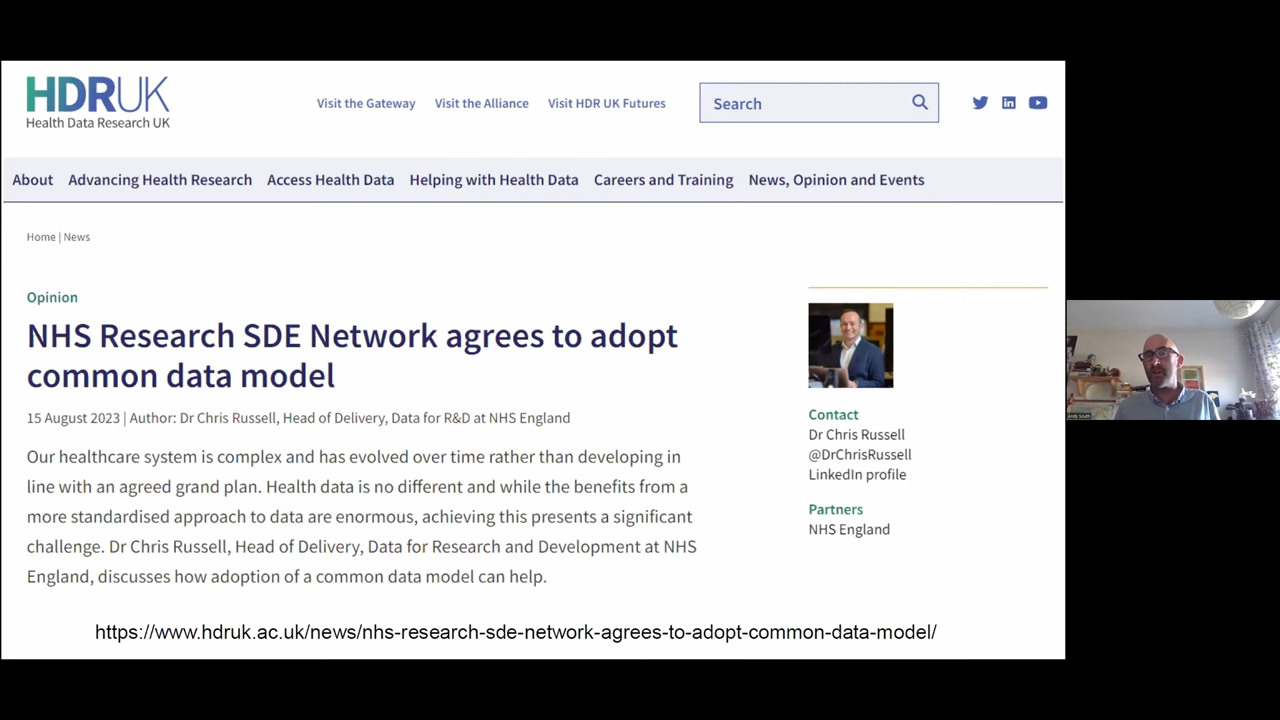 HDRUK
Health Data Research UK
Visit the Gateway Visit the Alliance Visit HDR UK Futures
Search
About Advancing Health Research Access Health Data Helping with Health Data Careers and Training News, Opinion and Events
Home | News
Opinion
NHS Research SDE Network agrees to adopt
common data model
15 August 2023 | Author: Dr Chris Russell, Head of Delivery, Data for R&D at NHS England
Our healthcare system is complex and has evolved over time rather than developing in
line with an agreed grand plan. Health data is no different and while the benefits from a
more standardised approach to data are enormous, achieving this presents a significant
challenge. Dr Chris Russell, Head of Delivery, Data for Research and Development at NHS
England, discusses how adoption of a common data model can help.
Contact
Dr Chris Russell
@DrChrisRussell
LinkedIn profile
Partners
NHS England
https://www.hdruk.ac.uk/news/nhs-research-sde-network-agrees-to-adopt-common-data-model/
Andy South